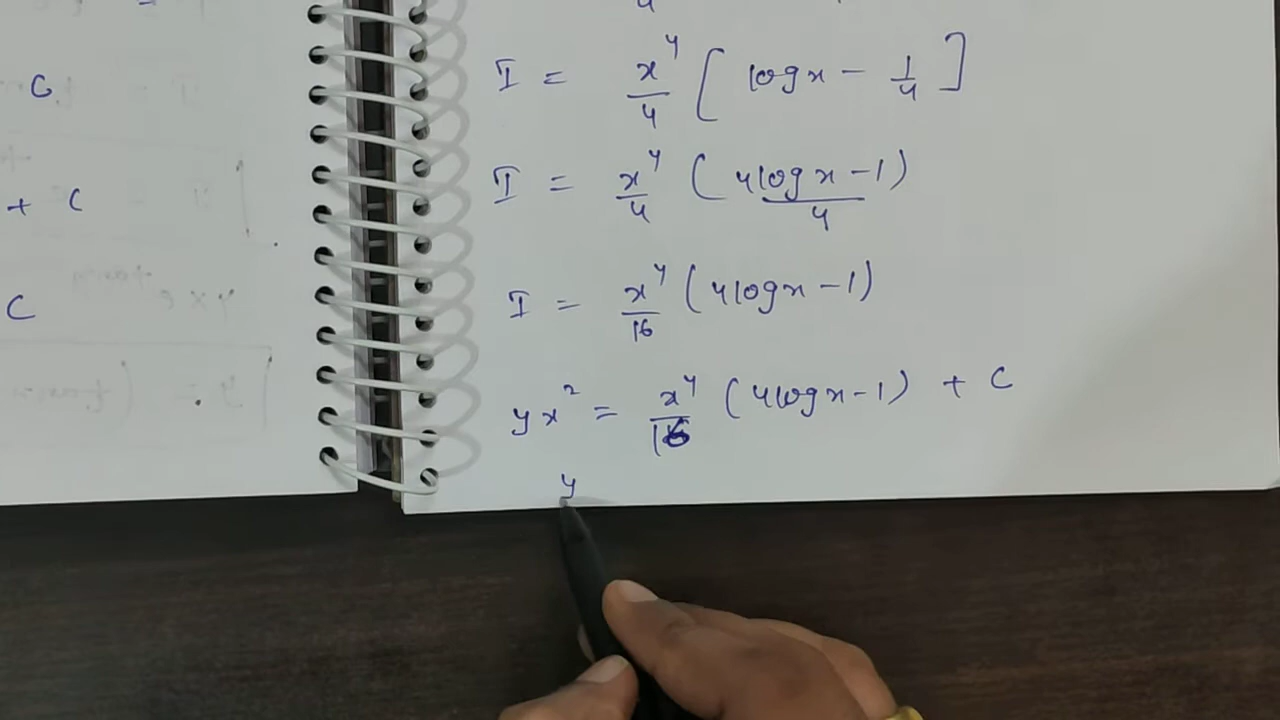 C
+ C
C
I = x⁴/4 [ log x - 1/4 ]
I = x⁴/4 ( 4 log x - 1 ) / 4
I = x⁴/16 ( 4 log x - 1 )
y x² = x⁴/16 ( 4 log x - 1 ) + C
y